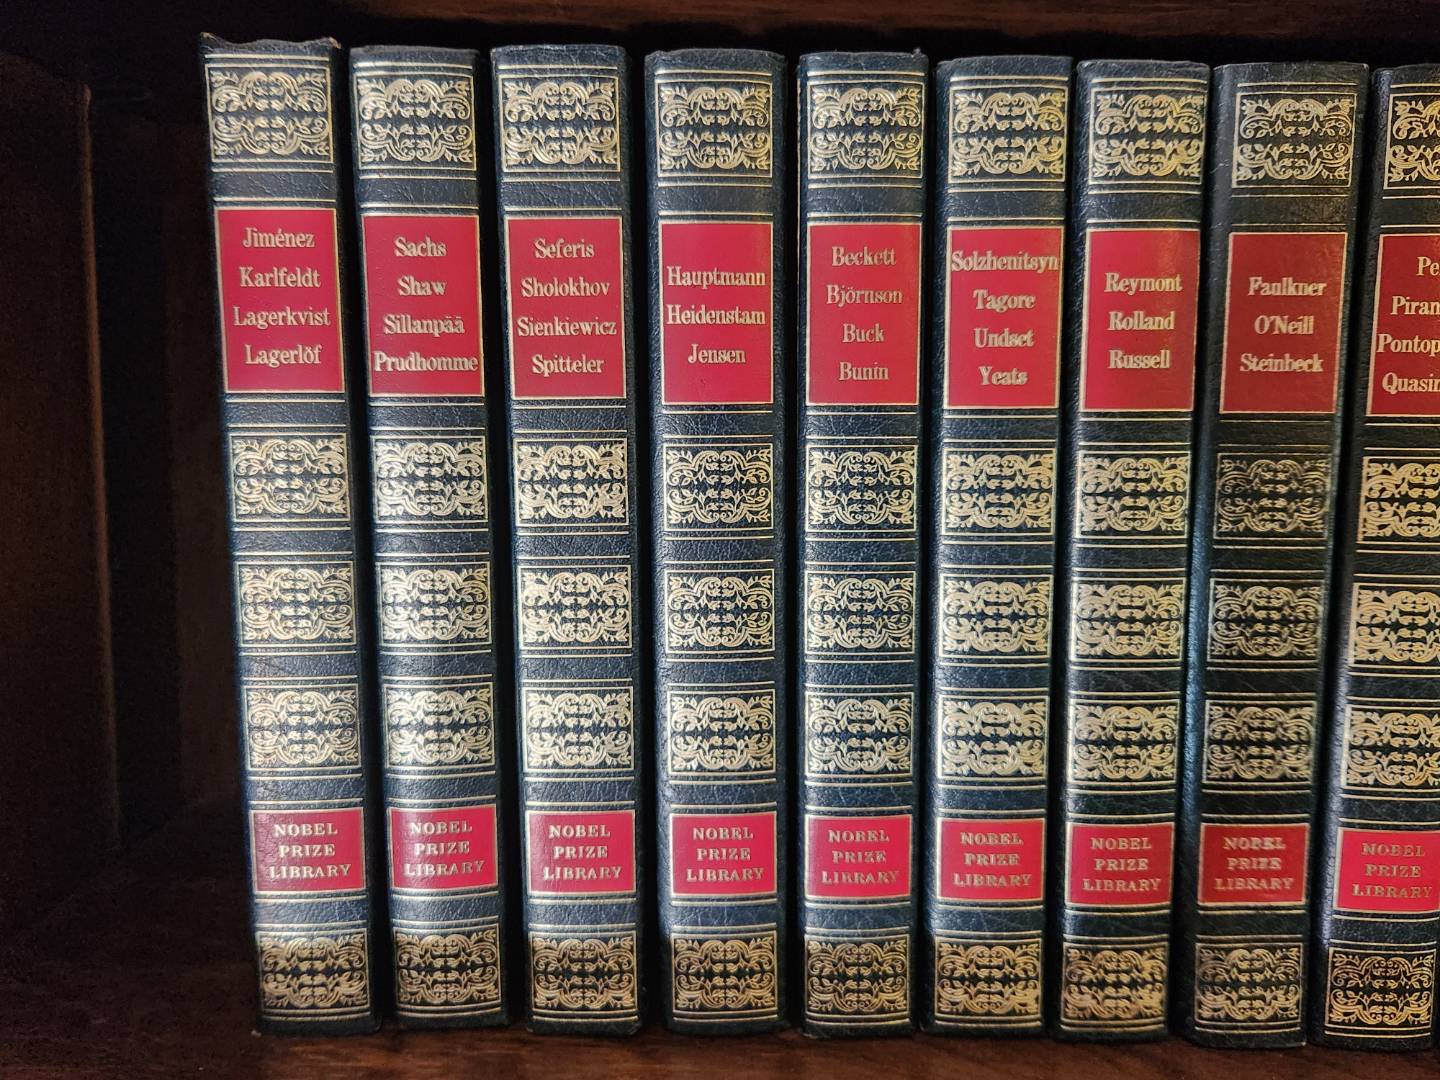 Jiménez
Karlfeldt
Lagerkvist
Lagerlöf
NOBEL
PRIZE
LIBRARY
Sachs
Shaw
Sillanpää
Prudhomme
NOBEL
PRIZE
LIBRARY
Seferis
Sholokhov
Sienkiewicz
Spitteler
NOBEL
PRIZE
LIBRARY
Hauptmann
Heidenstam
Jensen
NOBEL
PRIZE
LIBRARY
Beckett
Björnson
Buck
Bunin
NOBEL
PRIZE
LIBRARY
Solzhenitsyn
Tagore
Undset
Yeats
NOBEL
PRIZE
LIBRARY
Reymont
Rolland
Russell
NOBEL
PRIZE
LIBRARY
Faulkner
O'Neill
Steinbeck
NOBEL
PRIZE
LIBRARY
NOBEL
PRIZE
LIBRARY